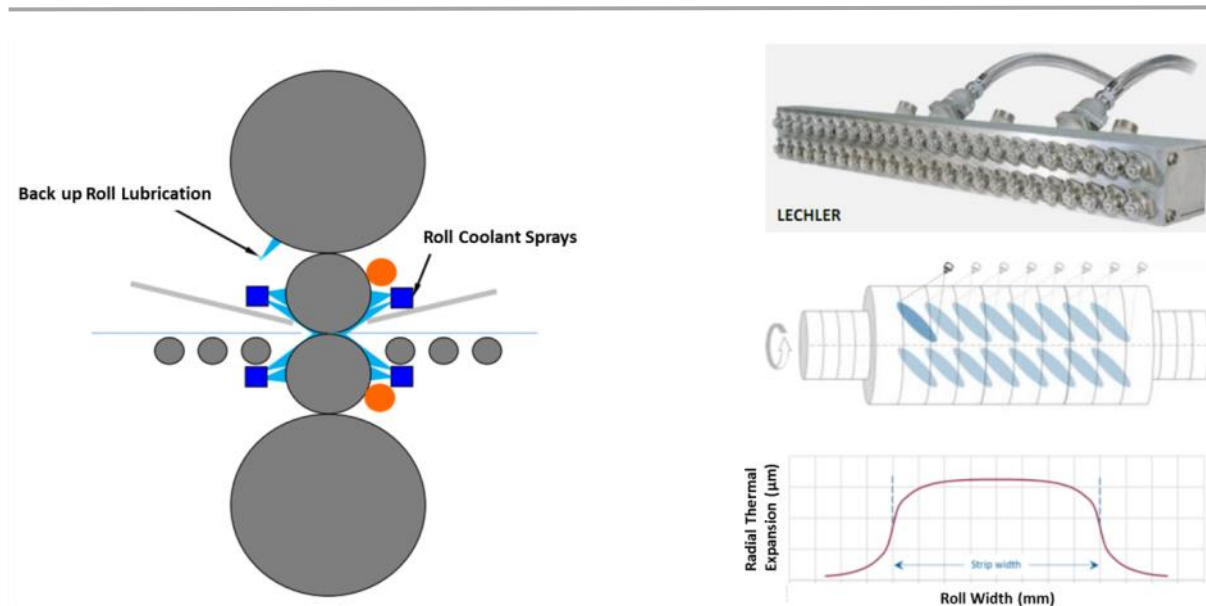 LECHLER
Back up Roll Lubrication
Roll Coolant Sprays
Radial Thermal
Expansion (μm)
Strip width
Roll Width (mm)